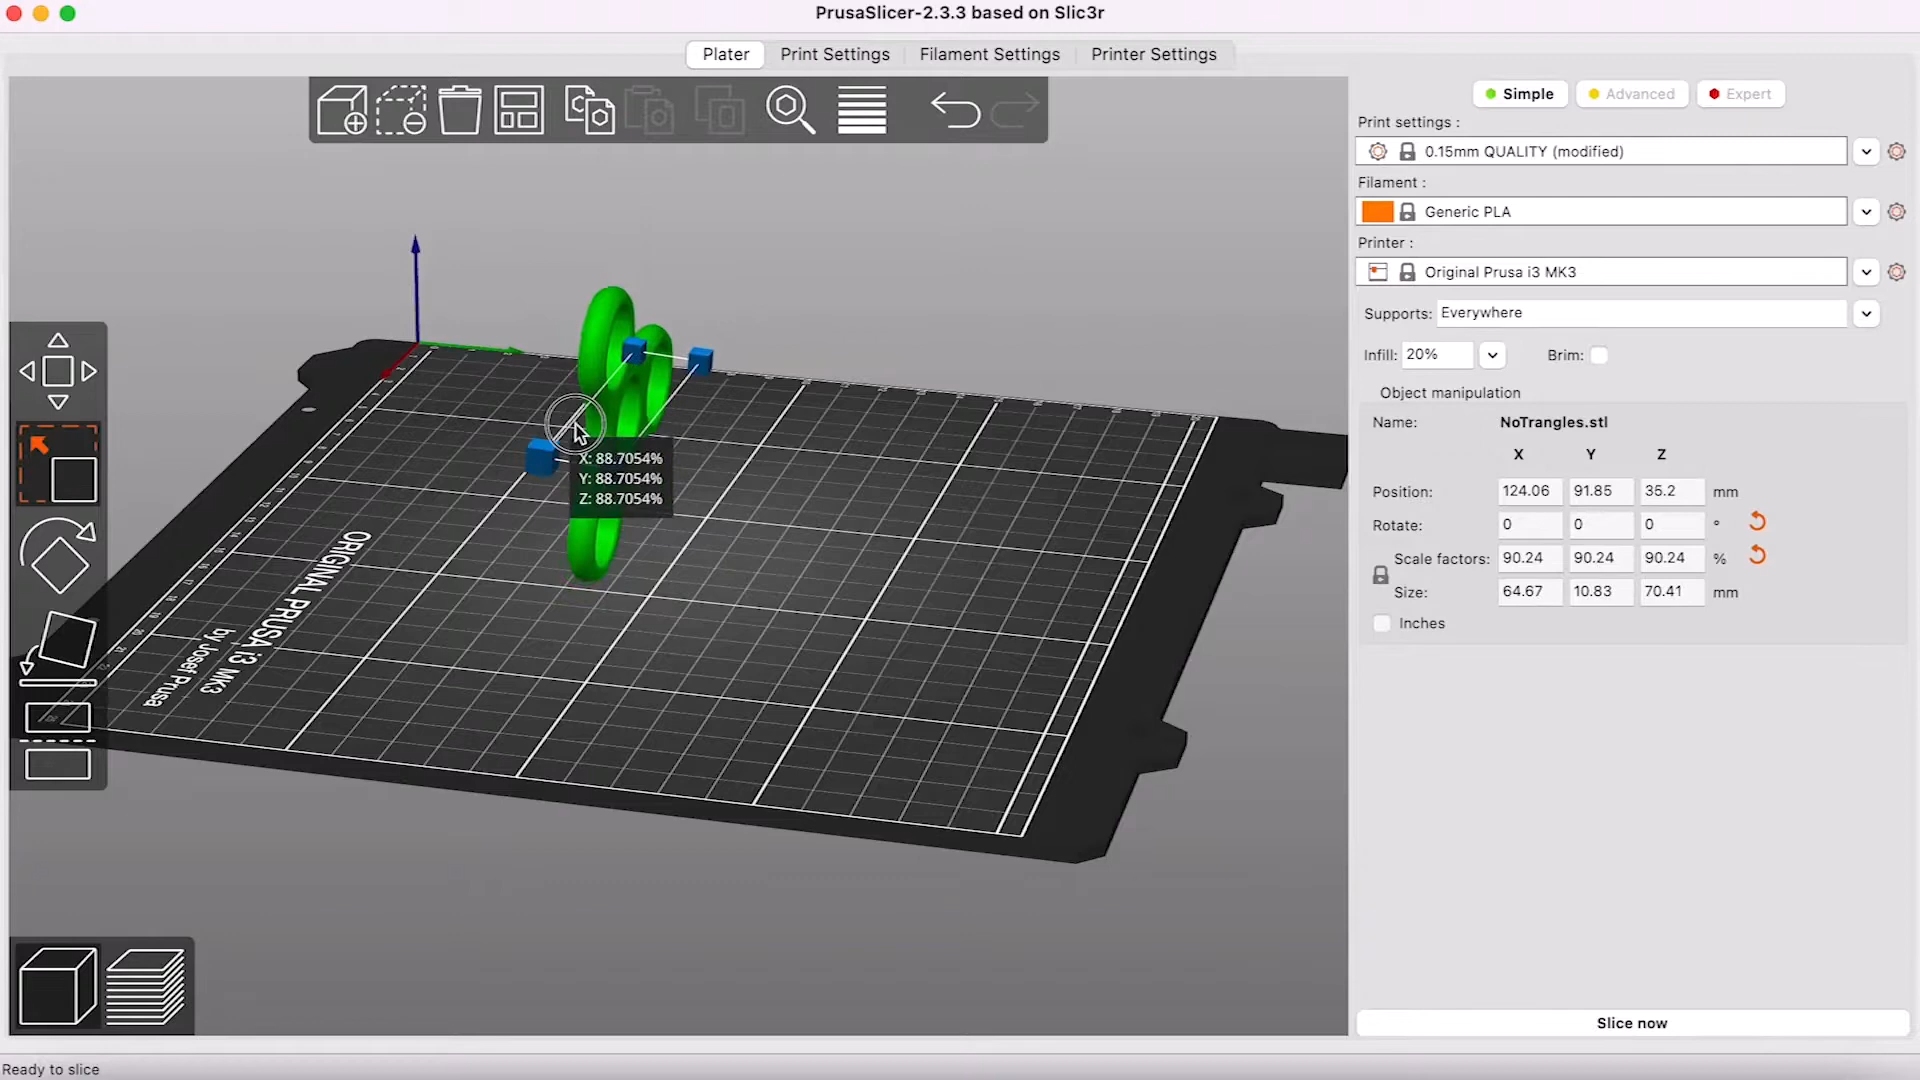 PrusaSlicer-2.3.3 based on Slic3r
Plater
Print Settings
Filament Settings
Printer Settings
Simple
Advanced
Expert
Print settings :
0.15mm QUALITY (modified)
Filament :
Generic PLA
Printer :
Original Prusa i3 MK3
Supports: Everywhere
Infill: 20%
Brim:
Object manipulation
Name: NoTrangles.stl
X Y Z
Position: 124.06 91.85 35.2 mm
Rotate: 0 0 0 °
Scale factors: 90.24 90.24 90.24 %
Size: 64.67 10.83 70.41 mm
Inches
X: 88.7054%
Y: 88.7054%
Z: 88.7054%
ORIGINAL PRUSA i3 MK3
by Josef Prusa
Slice now
Ready to slice